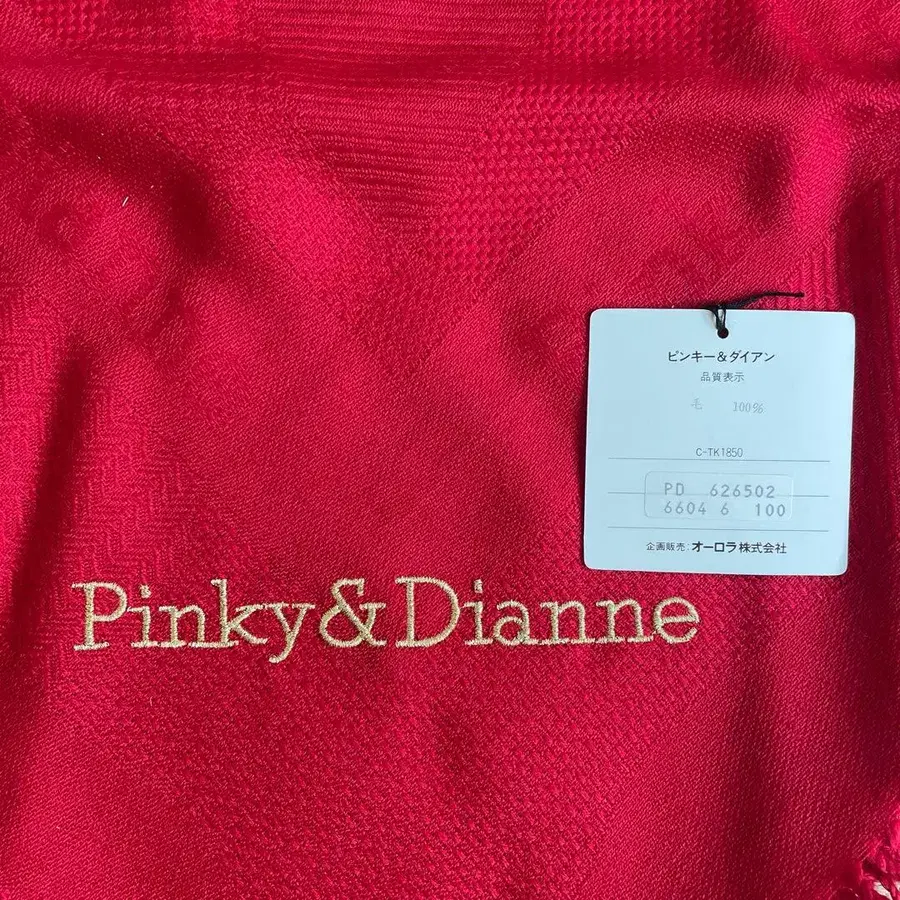 ピンキー＆ダイアン
品質表示
毛 100%
C-TK1850
PD 626502
6604 6 100
企画販売:オーロラ株式会社
Pinky&Dianne